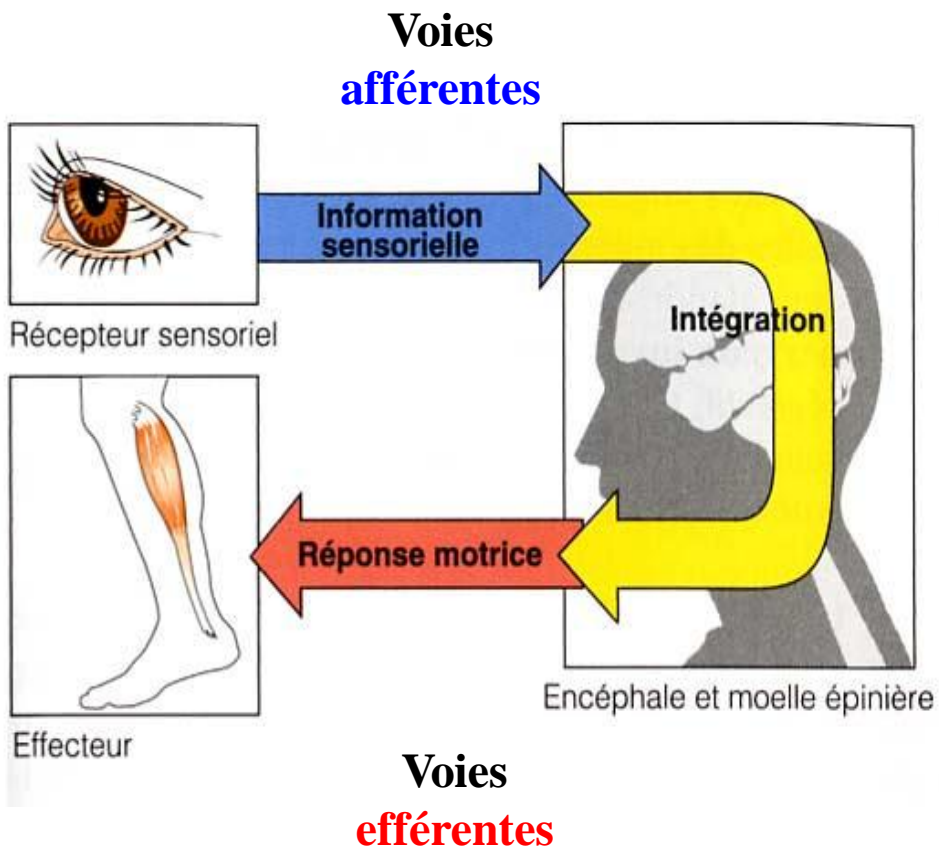 Voies
afférentes
Information
sensorielle
Récepteur sensoriel
Intégration
Réponse motrice
Encéphale et moelle épinière
Effecteur
Voies
efférentes